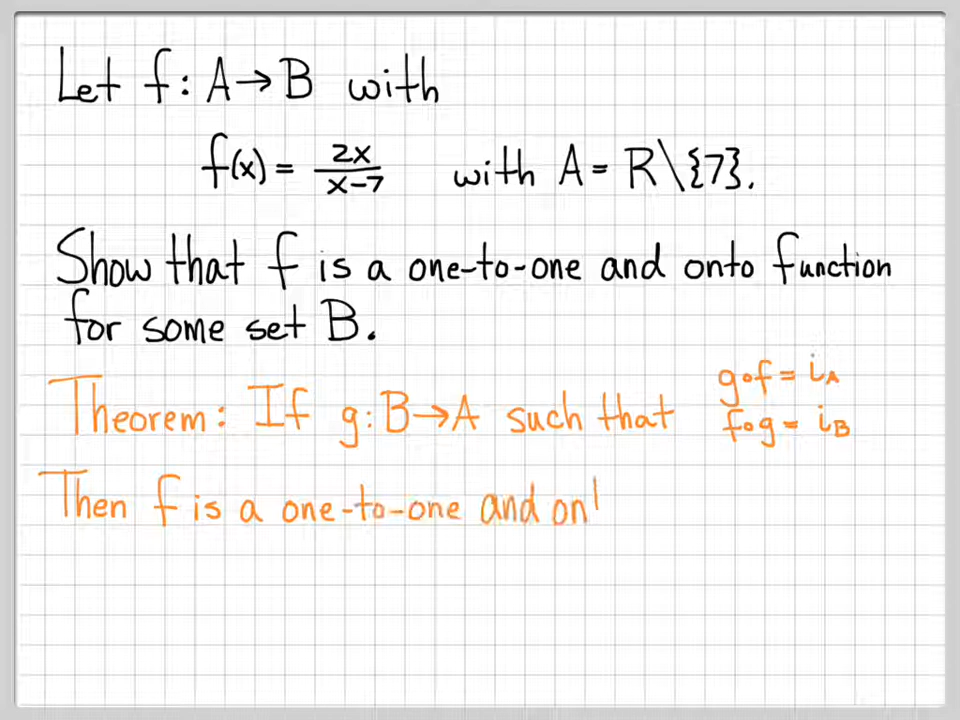 Let f: A→B with
f(x) = 2x/(x-7) with A = R\{7}.
Show that f is a one-to-one and onto function
for some set B.
Theorem: If g: B→A such that g∘f = i_A
f∘g = i_B
Then f is a one-to-one and on